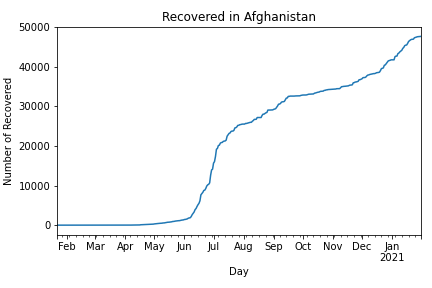 Recovered in Afghanistan
Number of Recovered
50000
40000
30000
20000
10000
0
Feb Mar Apr May Jun Jul Aug Sep Oct Nov Dec Jan
2021
Day